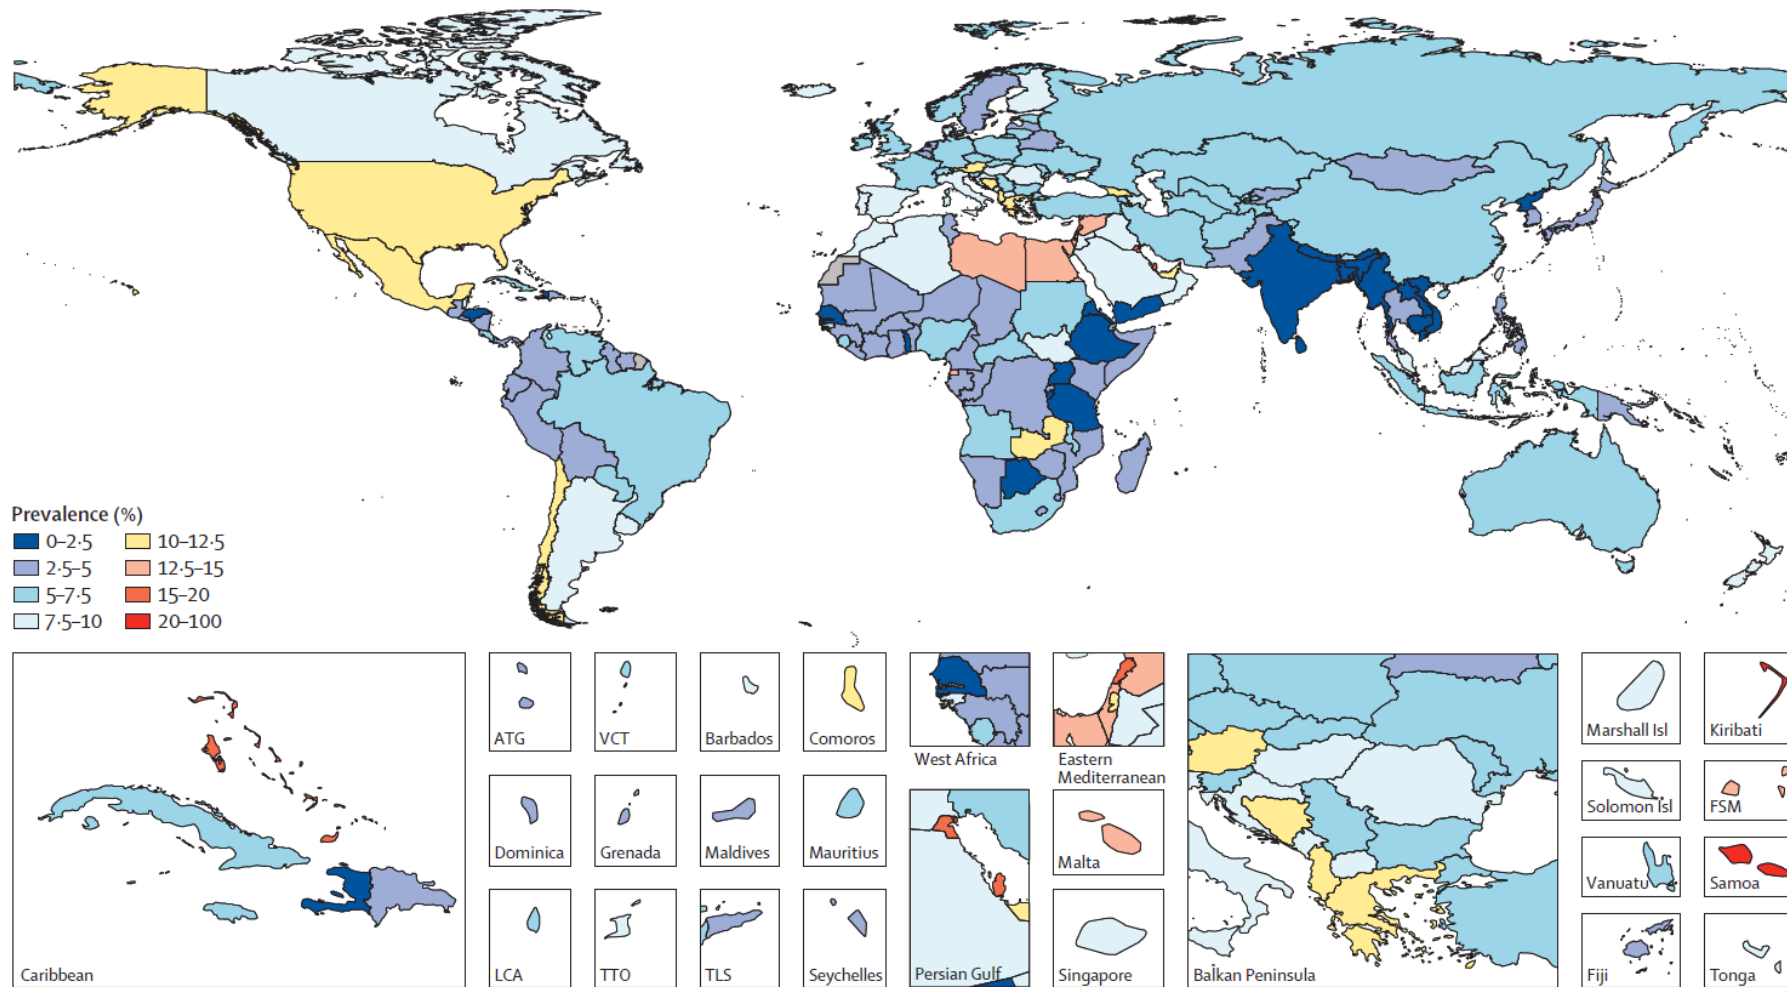 Prevalence (%)
0–2·5
10–12·5
2·5–5
12·5–15
5–7·5
15–20
7·5–10
20–100
Caribbean
ATG
VCT
Barbados
Comoros
West Africa
Eastern
Mediterranean
Marshall Isl
Kiribati
Dominica
Grenada
Maldives
Mauritius
Malta
Solomon Isl
FSM
Vanuatu
Samoa
LCA
TTO
TLS
Seychelles
Persian Gulf
Singapore
Balkan Peninsula
Fiji
Tonga